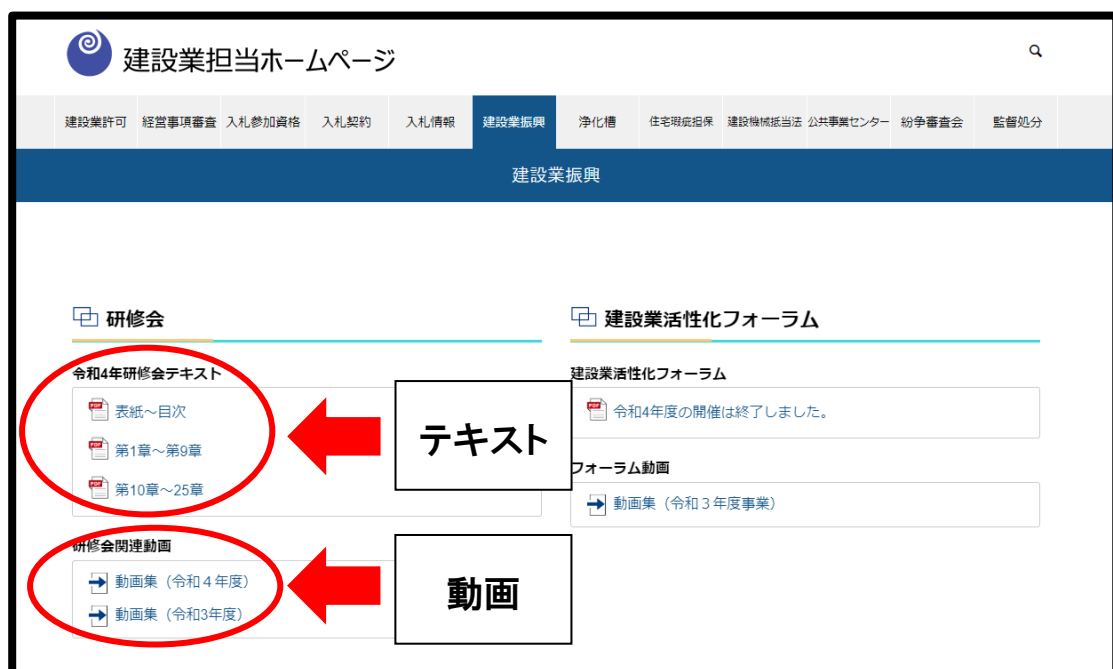 建設業担当ホームページ
建設業許可 経営事項審査 入札参加資格 入札契約 入札情報 建設業振興 浄化槽 住宅瑕疵担保 建設機械抵当法 公共事業センター 紛争審査会 監督処分
建設業振興
研修会
令和4年研修会テキスト
PDF 表紙～目次
PDF 第1章～第9章
PDF 第10章～25章
テキスト
研修会関連動画
動画集（令和４年度）
動画集（令和3年度）
動画
建設業活性化フォーラム
建設業活性化フォーラム
PDF 令和4年度の開催は終了しました。
フォーラム動画
動画集（令和３年度事業）